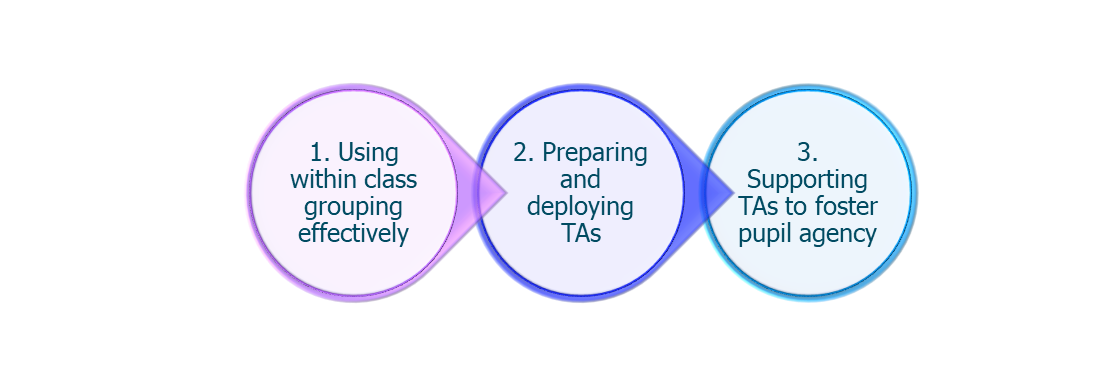 1. Using
within class
grouping
effectively
2. Preparing
and
deploying
TAs
3.
Supporting
TAs to foster
pupil agency